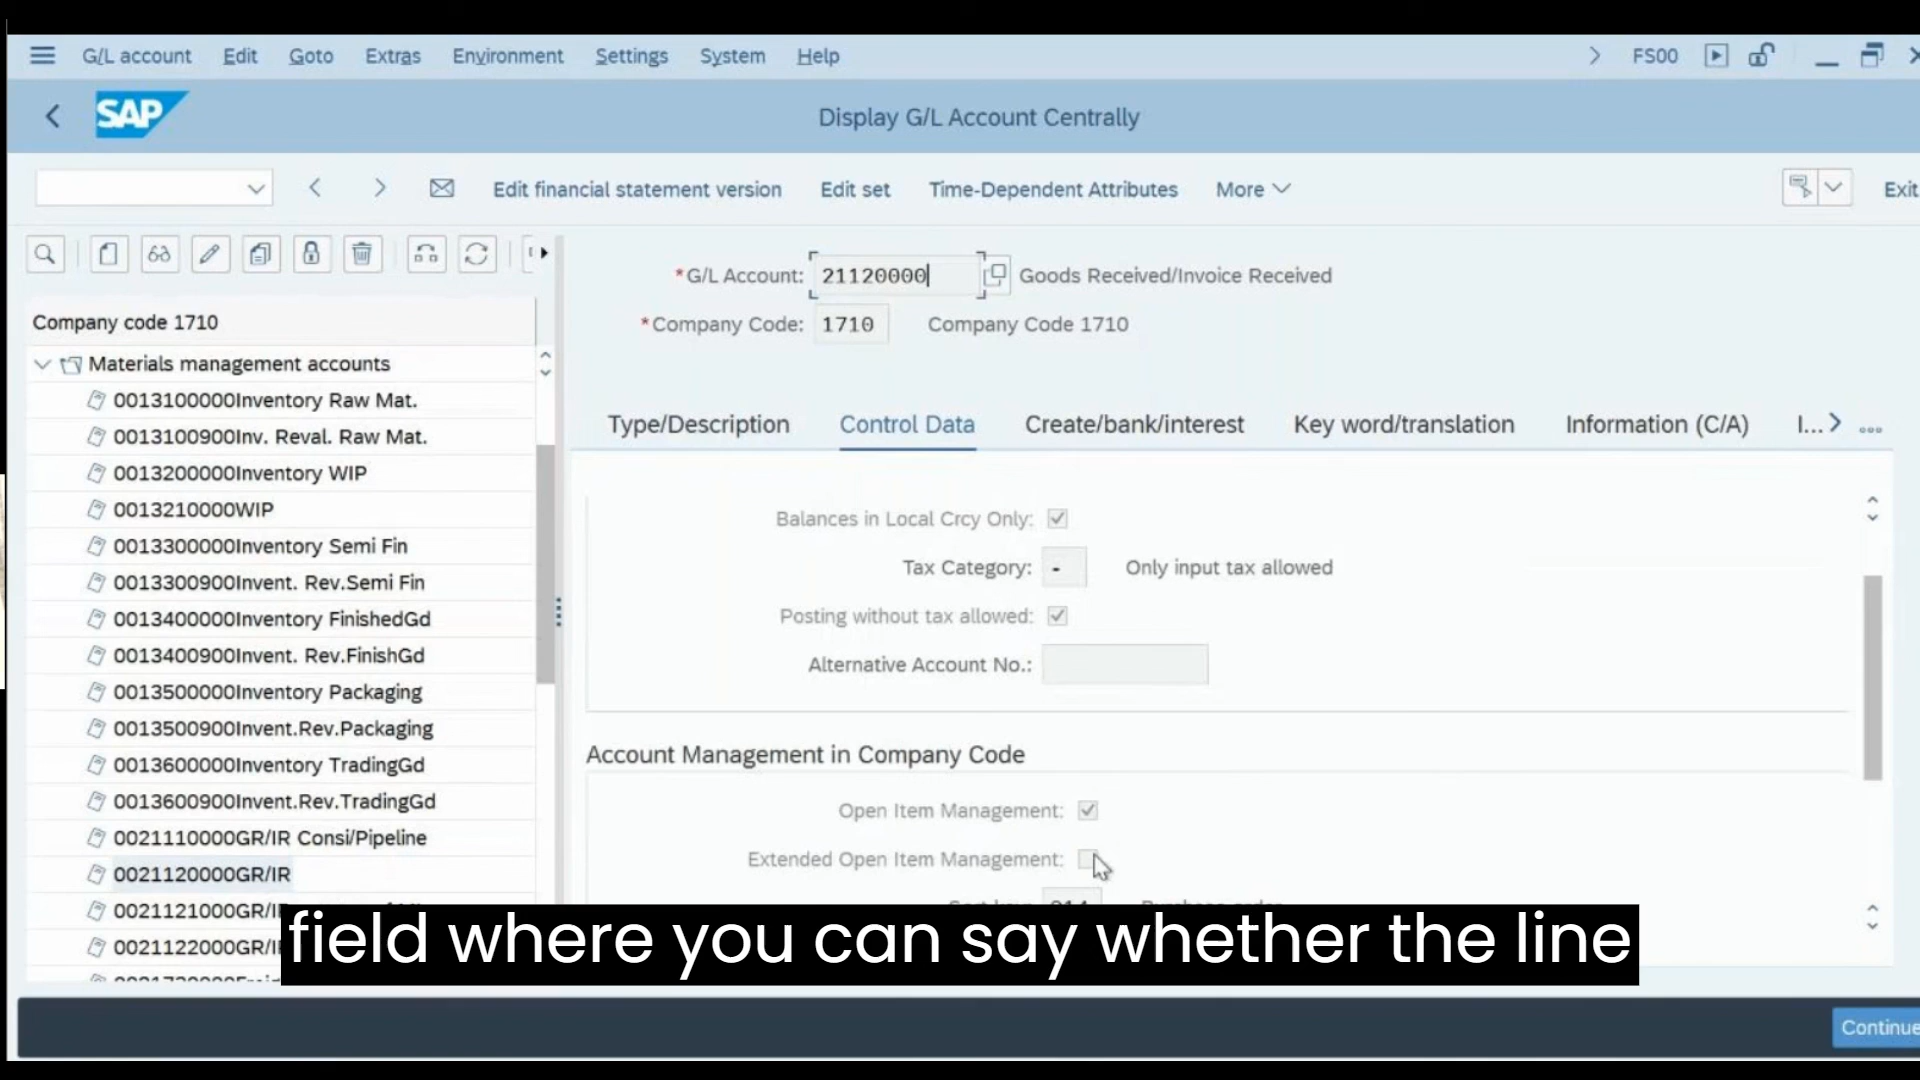 G/L account Edit Goto Extras Environment Settings System Help FS00
SAP Display G/L Account Centrally
Edit financial statement version Edit set Time-Dependent Attributes More Exit
*G/L Account: 21120000 Goods Received/Invoice Received
*Company Code: 1710 Company Code 1710
Company code 1710
Materials management accounts
0013100000Inventory Raw Mat.
0013100900Inv. Reval. Raw Mat.
0013200000Inventory WIP
0013210000WIP
0013300000Inventory Semi Fin
0013300900Invent. Rev.Semi Fin
0013400000Inventory FinishedGd
0013400900Invent. Rev.FinishGd
0013500000Inventory Packaging
0013500900Invent.Rev.Packaging
0013600000Inventory TradingGd
0013600900Invent.Rev.TradingGd
0021110000GR/IR Consi/Pipeline
0021120000GR/IR
0021121000GR/I
0021122000GR/I
Type/Description Control Data Create/bank/interest Key word/translation Information (C/A) I...
Balances in Local Crcy Only:
Tax Category: - Only input tax allowed
Posting without tax allowed:
Alternative Account No.:
Account Management in Company Code
Open Item Management:
Extended Open Item Management:
field where you can say whether the line
Continue